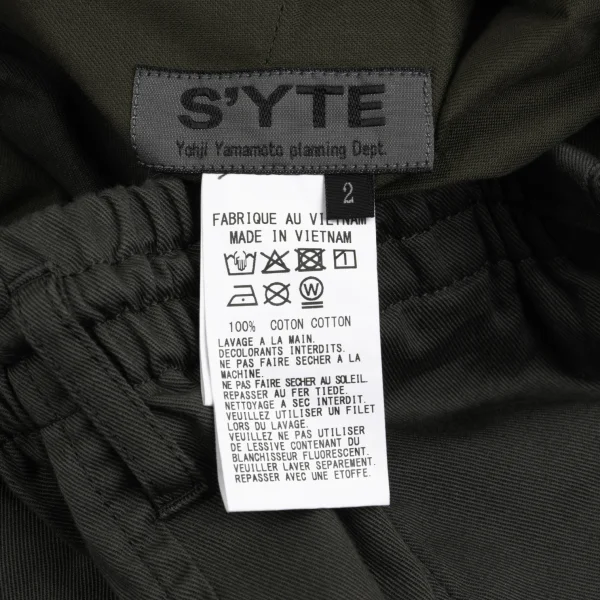 S'YTE
Yohji Yamamoto planning Dept.
2
FABRIQUE AU VIETNAM
MADE IN VIETNAM
100% COTON COTTON
LAVAGE A LA MAIN.
DECOLORANTS INTERDITS.
NE PAS FAIRE SECHER A LA
MACHINE.
NE PAS FAIRE SECHER AU SOLEIL.
REPASSER AU FER TIEDE.
NETTOYAGE A SEC INTERDIT.
VEUILLEZ UTILISER UN FILET
LORS DU LAVAGE.
VEUILLEZ NE PAS UTILISER
DE LESSIVE CONTENANT DU
BLANCHISSEUR FLUORESCENT.
VEUILLER LAVER SEPAREMENT.
REPASSER AVEC UNE ETOFFE.